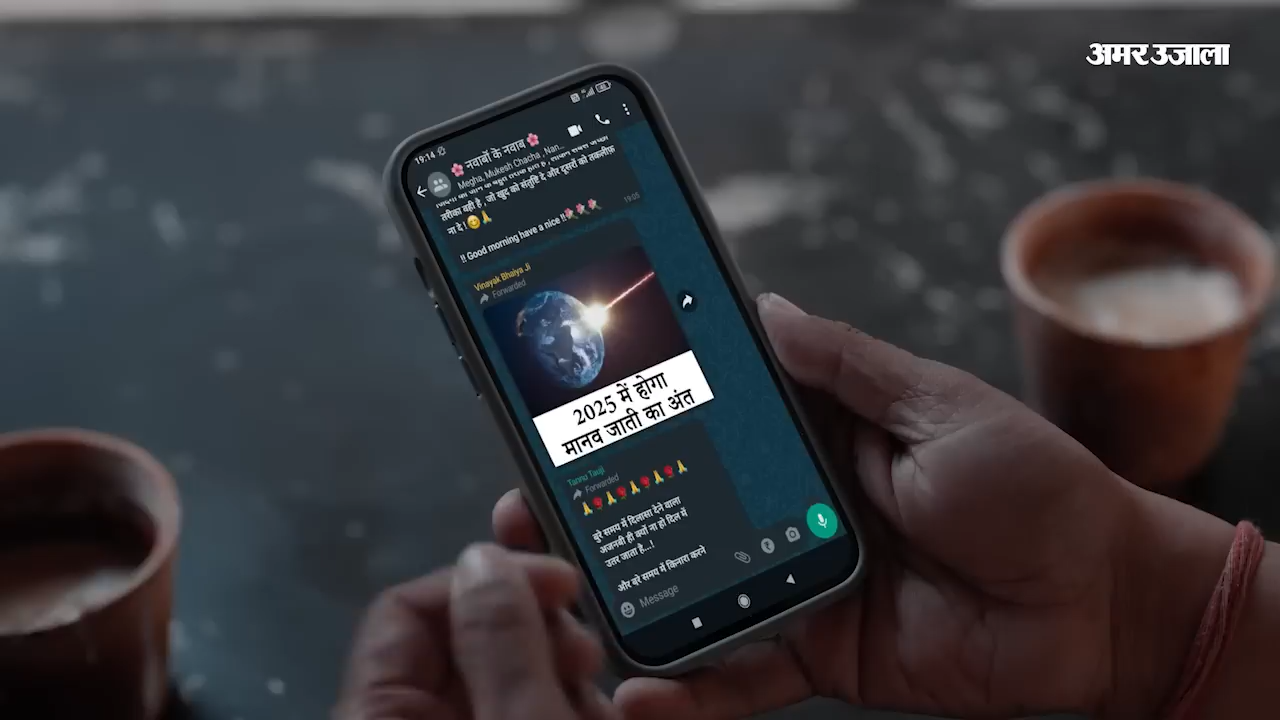 अमर उजाला
19:14
🌸 नवाबों के नवाब 🌸
Megha, Mukesh Chacha , Nan...
तरीका वही है , जो खुद को संतुष्टि दे और दूसरों को तकलीफ़
ना दे ! 😊🙏
!! Good morning have a nice !!💐💐💐
19:05
Vinayak Bhaiya Ji
Forwarded
2025 में होगा
मानव जाती का अंत
Tannu Tauji
Forwarded
🙏🌹🙏🌹🙏🌹🙏🌹🙏
बुरे समय में दिलासा देने वाला
अजनबी ही क्यों ना हो दिल में
उतर जाता है...!
और बुरे समय में किनारा करने
Message